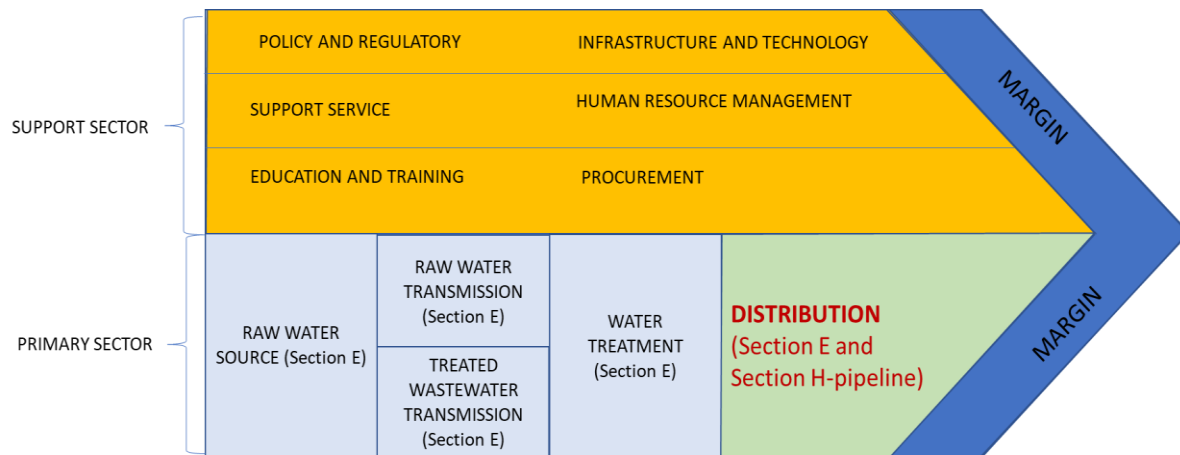 POLICY AND REGULATORY
INFRASTRUCTURE AND TECHNOLOGY
MARGIN
SUPPORT SECTOR
SUPPORT SERVICE
HUMAN RESOURCE MANAGEMENT
EDUCATION AND TRAINING
PROCUREMENT
PRIMARY SECTOR
RAW WATER
SOURCE (Section E)
RAW WATER
TRANSMISSION
(Section E)
TREATED
WASTEWATER
TRANSMISSION
(Section E)
WATER
TREATMENT
(Section E)
DISTRIBUTION
(Section E and
Section H-pipeline)
MARGIN